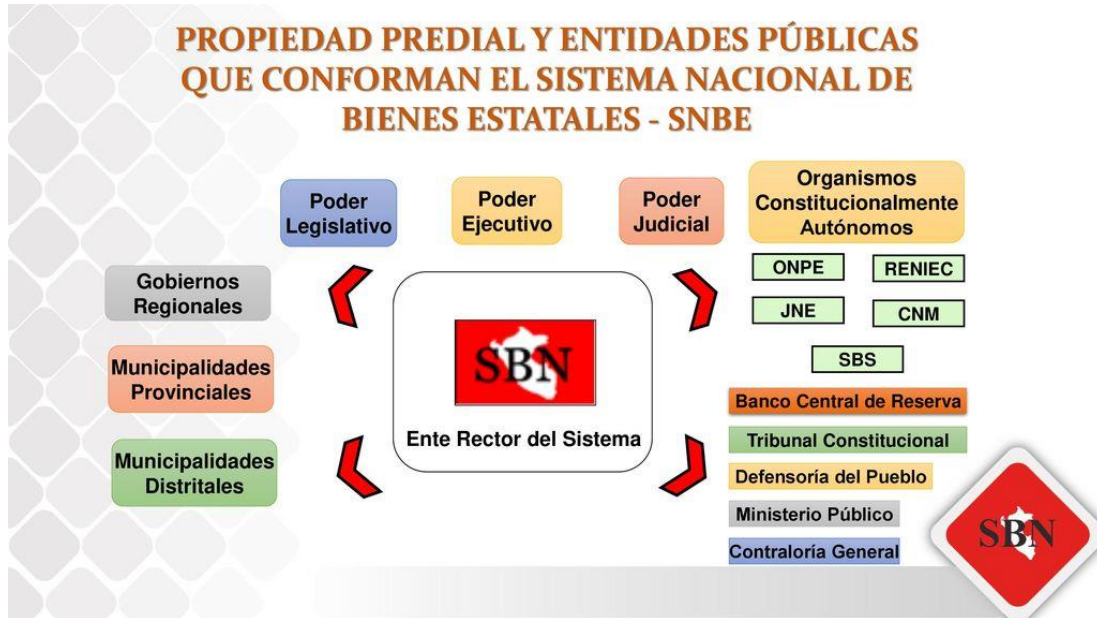 PROPIEDAD PREDIAL Y ENTIDADES PÚBLICAS
QUE CONFORMAN EL SISTEMA NACIONAL DE
BIENES ESTATALES - SNBE
Poder
Legislativo
Poder
Ejecutivo
Poder
Judicial
Organismos
Constitucionalmente
Autónomos
Gobiernos
Regionales
Municipalidades
Provinciales
Municipalidades
Distritales
SBN
Ente Rector del Sistema
ONPE
RENIEC
JNE
CNM
SBS
Banco Central de Reserva
Tribunal Constitucional
Defensoría del Pueblo
Ministerio Público
Contraloría General
SBN